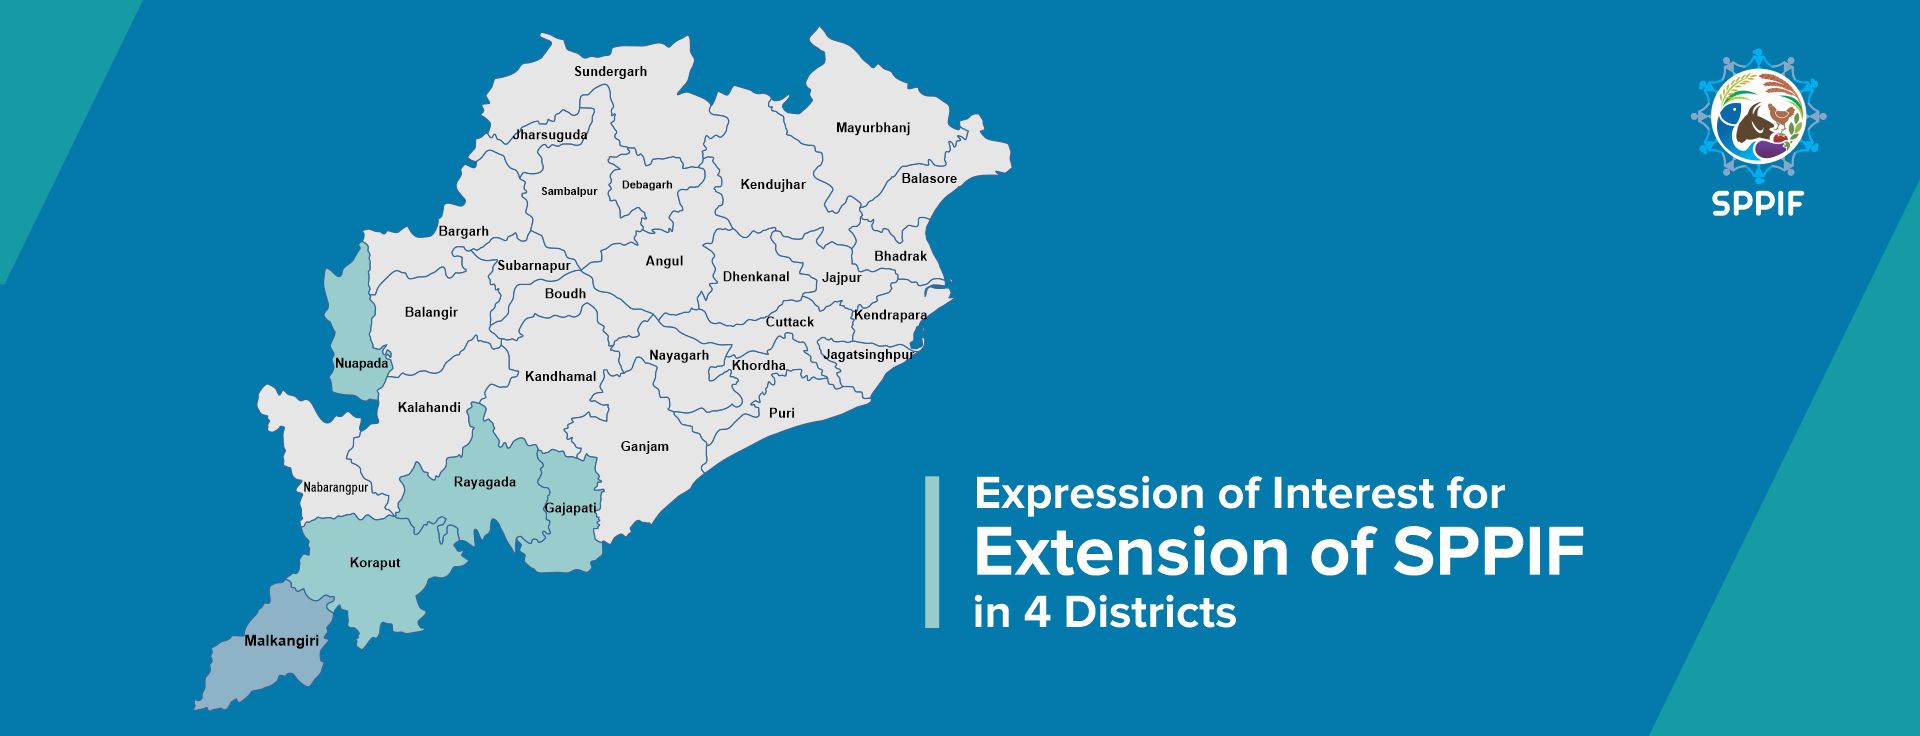 Sundergarh
Jharsuguda
Mayurbhanj
Sambalpur
Debagarh
Kendujhar
Balasore
Bargarh
Subarnapur
Angul
Bhadrak
Dhenkanal
Jajpur
Boudh
Balangir
Cuttack
Kendrapara
Nuapada
Nayagarh
Khordha
Jagatsinghpur
Kandhamal
Kalahandi
Puri
Ganjam
Nabarangpur
Rayagada
Gajapati
Koraput
Malkangiri
SPPIF
Expression of Interest for
Extension of SPPIF
in 4 Districts